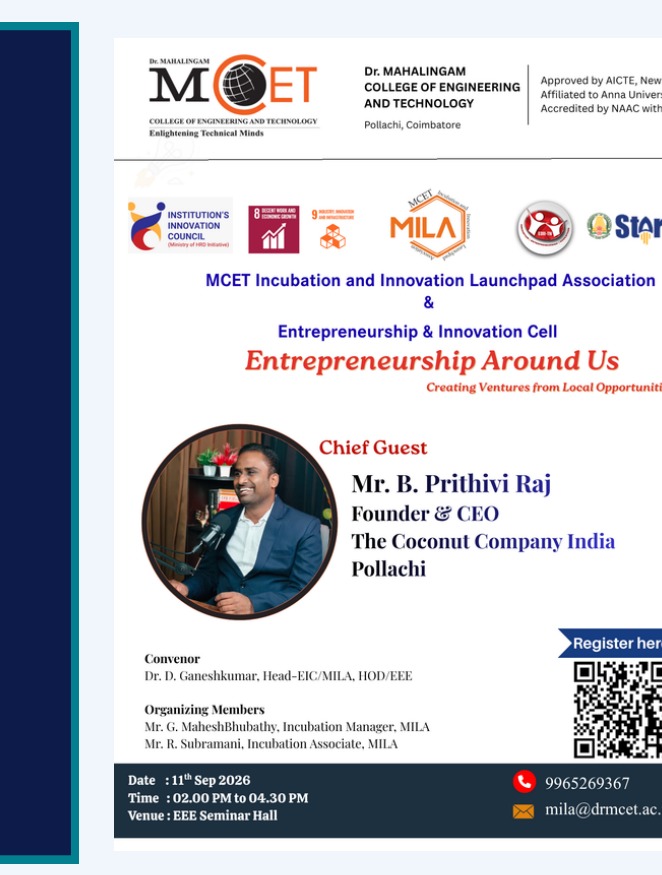 Dr. MAHALINGAM
MCET
COLLEGE OF ENGINEERING AND TECHNOLOGY
Enlightening Technical Minds
Dr. MAHALINGAM
COLLEGE OF ENGINEERING
AND TECHNOLOGY
Pollachi, Coimbatore
Approved by AICTE, New
Affiliated to Anna
Accredited by NAAC with
INSTITUTION'S
INNOVATION
COUNCIL
(Ministry of HRD Initiative)
8 DECENT WORK AND
ECONOMIC GROWTH
9 INDUSTRY, INNOVATION
AND INFRASTRUCTURE
MCET
Incubation and
Innovation
MILA
Launchpad
Association
MCET Incubation and Innovation Launchpad Association
&
Entrepreneurship & Innovation Cell
Entrepreneurship Around Us
Creating Ventures from Local
Chief Guest
Mr. B. Prithivi Raj
Founder & CEO
The Coconut Company India
Pollachi
Register
Convenor
Dr. D. Ganeshkumar, Head-EIC/MILA, HOD/EEE
Organizing Members
Mr. G. MaheshBhubathy, Incubation Manager, MILA
Mr. R. Subramani, Incubation Associate, MILA
Date : 11th Sep 2026
Time : 02.00 PM to 04.30 PM
Venue : EEE Seminar Hall
9965269367
mila@drmcet.ac.